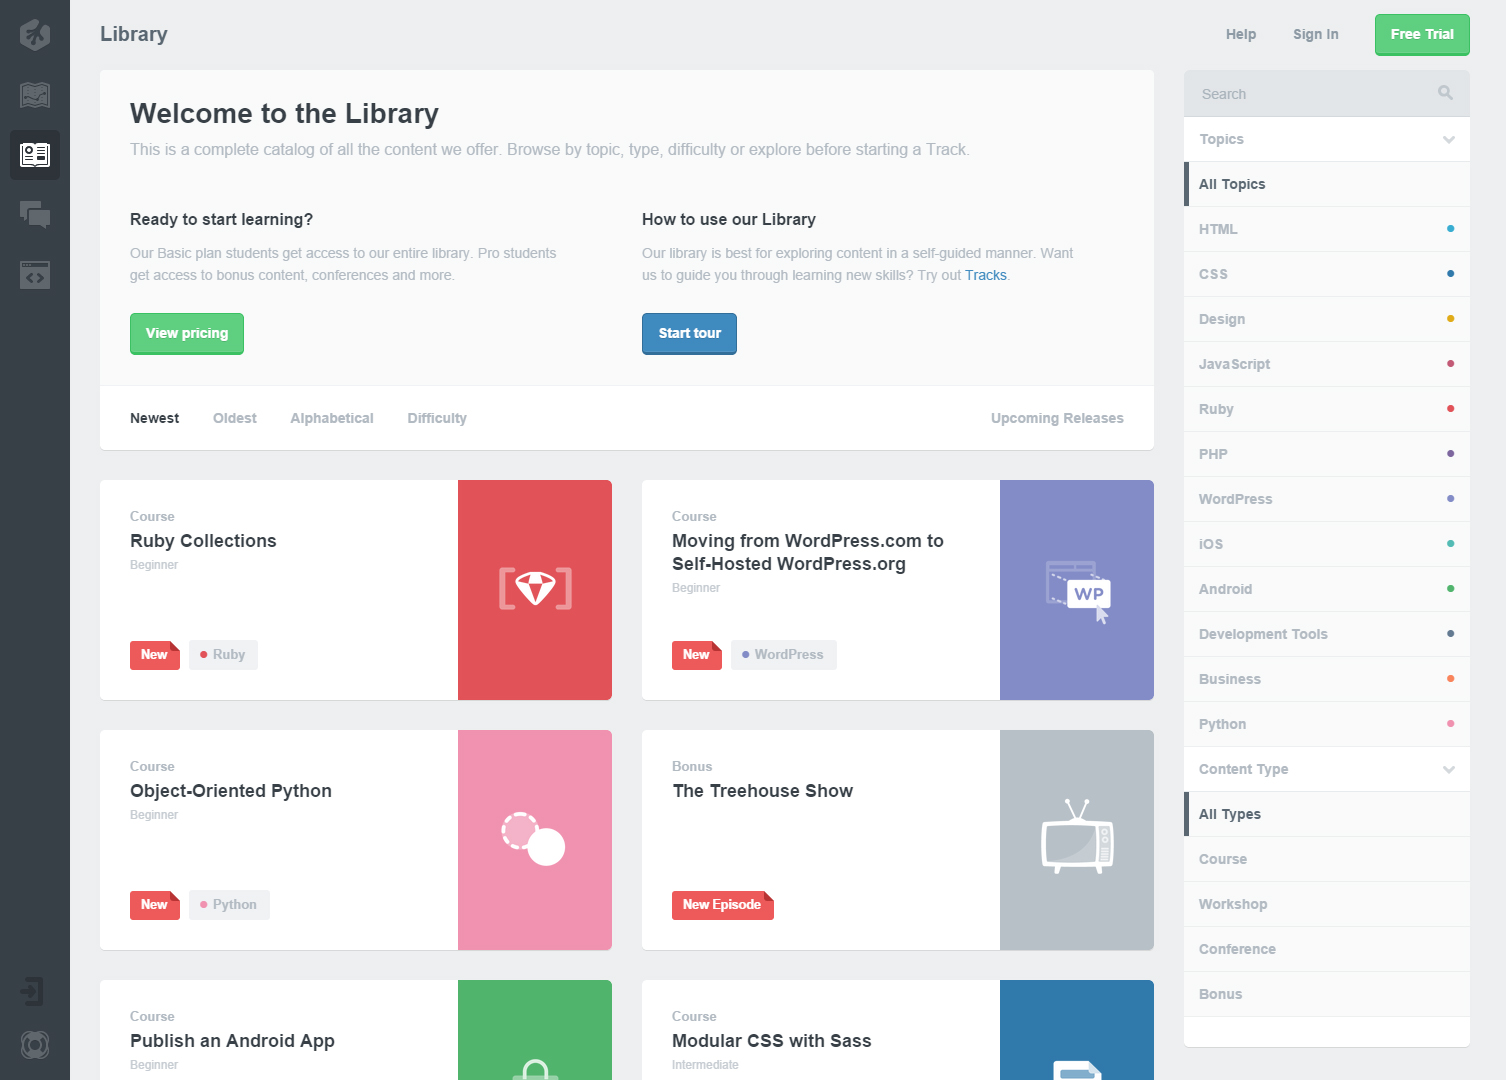 Library
Help
Sign In
Free Trial
Welcome to the Library
This is a complete catalog of all the content we offer. Browse by topic, type, difficulty or explore before starting a Track.
Ready to start learning?
Our Basic plan students get access to our entire library. Pro students
get access to bonus content, conferences and more.
View pricing
How to use our Library
Our library is best for exploring content in a self-guided manner. Want
us to guide you through learning new skills? Try out Tracks.
Start tour
Newest
Oldest
Alphabetical
Difficulty
Upcoming Releases
Course
Ruby Collections
Beginner
New
Ruby
Course
Moving from WordPress.com to
Self-Hosted WordPress.org
Beginner
New
WordPress
WP
Course
Object-Oriented Python
Beginner
New
Python
Bonus
The Treehouse Show
New Episode
Course
Publish an Android App
Beginner
Course
Modular CSS with Sass
Intermediate
Search
Topics
All Topics
HTML
CSS
Design
JavaScript
Ruby
PHP
WordPress
iOS
Android
Development Tools
Business
Python
Content Type
All Types
Course
Workshop
Conference
Bonus